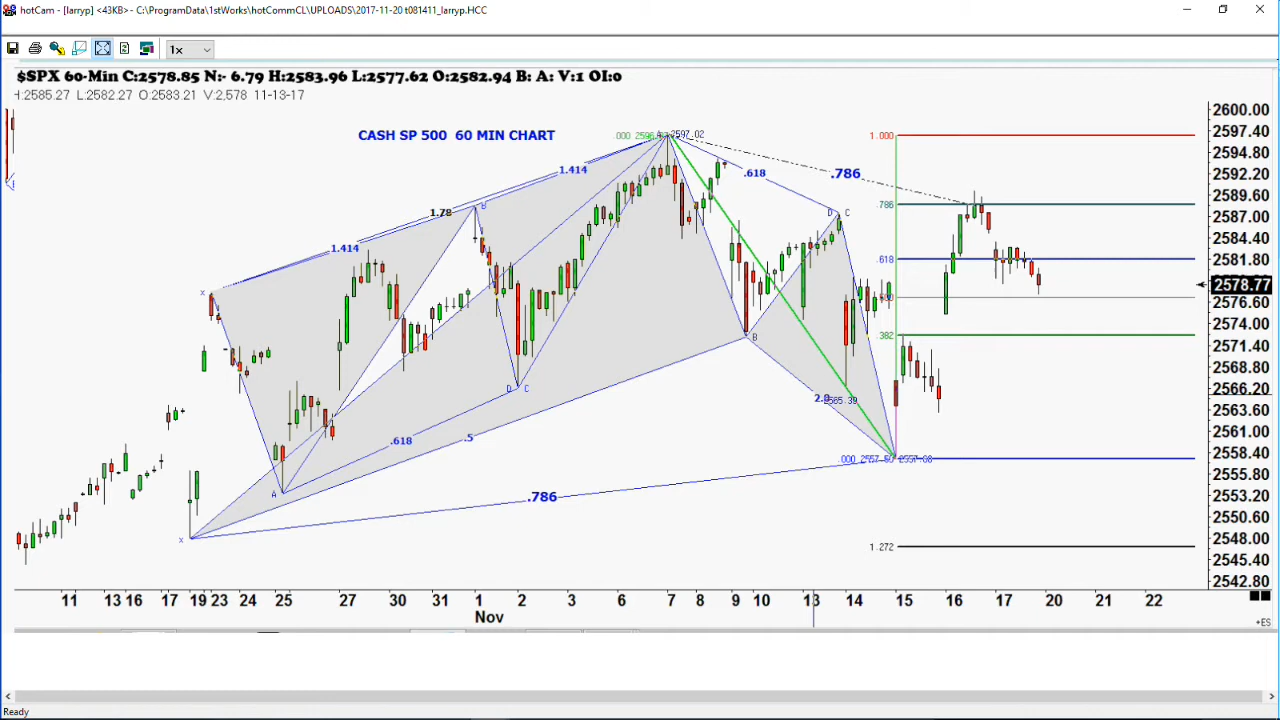 hotCam - [larryp] <43KB> - C:\ProgramData\1stWorks\hotCommCL\UPLOADS\2017-11-20 t081411_larryp.HCC
1x
$SPX 60-Min C:2578.85 N:- 6.79 H:2583.96 L:2577.62 O:2582.94 B: A: V:1 OI:0
H:2585.27 L:2582.27 O:2583.21 V:2,578 11-13-17
CASH SP 500 60 MIN CHART
.000
2597.02
1.000
1.414
.618
.786
1.78
B
D
C
.786
1.414
.618
X
.500
.382
B
D
C
2565.39
.618
.5
.000
A
.786
X
1.272
2600.00
2597.40
2594.80
2592.20
2589.60
2587.00
2584.40
2581.80
2578.77
2576.60
2574.00
2571.40
2568.80
2566.20
2563.60
2561.00
2558.40
2555.80
2553.20
2550.60
2548.00
2545.40
2542.80
11 13 16 17 19 23 24 25 27 30 31 1 2 3 6 7 8 9 10 13 14 15 16 17 20 21 22
Nov
+ES
Ready